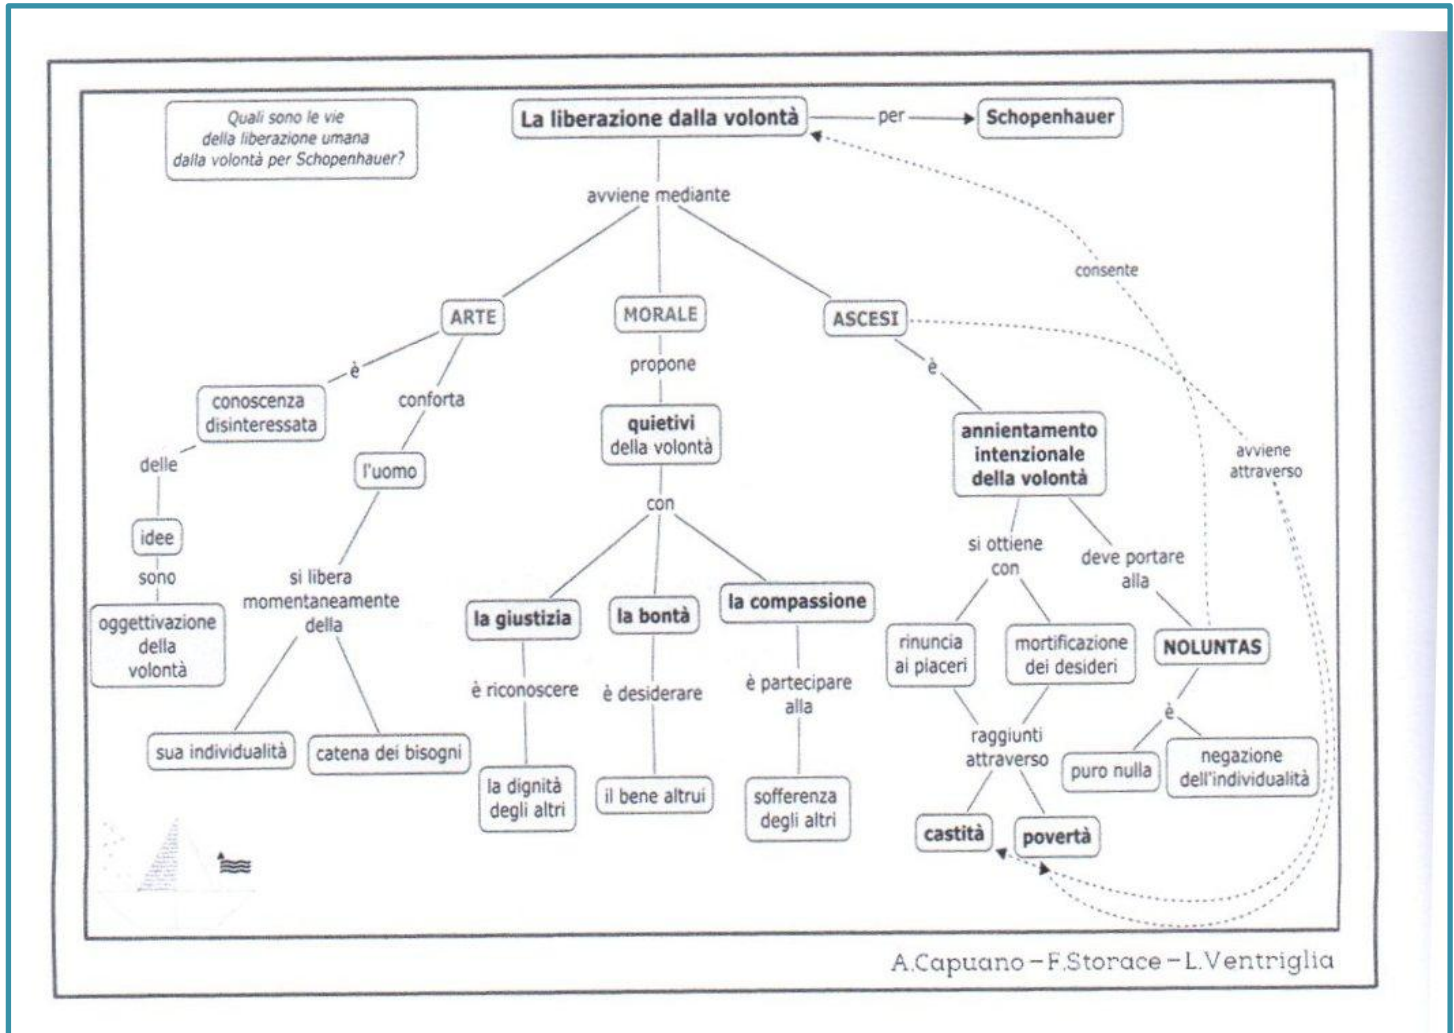 Quali sono le vie
della liberazione umana
dalla volontà per Schopenhauer?
La liberazione dalla volontà
per
Schopenhauer
avviene mediante
consente
ARTE
MORALE
ASCESI
è
conforta
propone
è
conoscenza
disinteressata
quietivi
della volontà
annientamento
intenzionale
della volontà
avviene
attraverso
delle
l'uomo
con
idee
sono
oggettivazione
della
volontà
si libera
momentaneamente
della
si ottiene
con
deve portare
alla
la giustizia
la bontà
la compassione
rinuncia
ai piaceri
mortificazione
dei desideri
NOLUNTAS
è riconoscere
è desiderare
è partecipare
alla
è
sua individualità
catena dei bisogni
raggiunti
attraverso
puro nulla
negazione
dell'individualità
la dignità
degli altri
il bene altrui
sofferenza
degli altri
castità
povertà
A.Capuano – F.Storace – L.Ventriglia